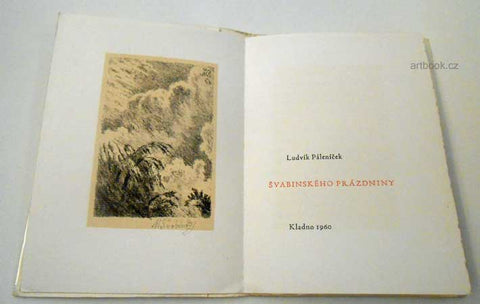 artbook.cz
Ludvík Páleníček
ŠVABINSKÉHO PRÁZDNINY
Kladno 1960